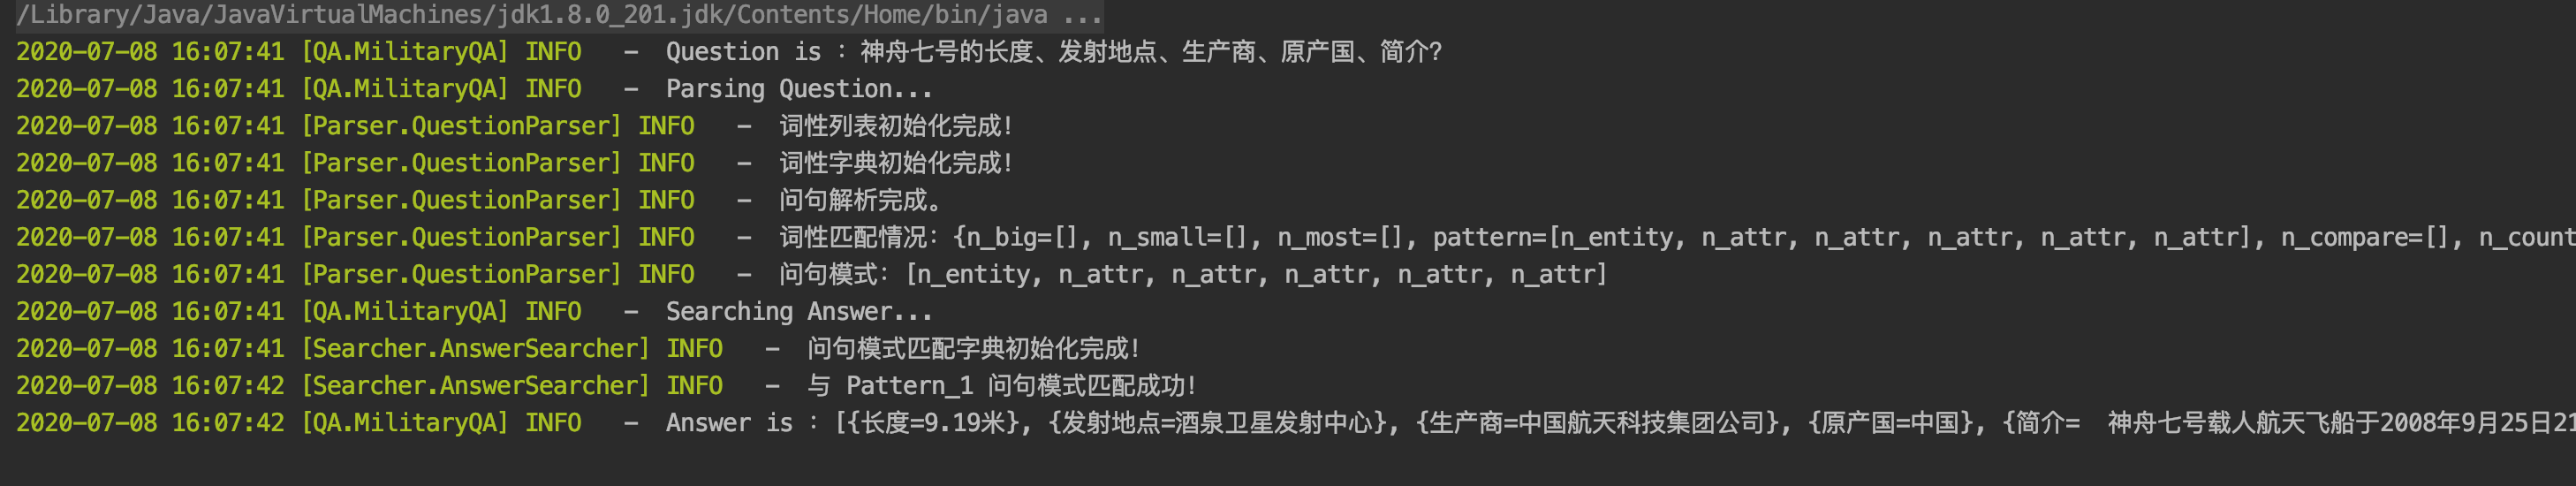 /Library/Java/JavaVirtualMachines/jdk1.8.0_201.jdk/Contents/Home/bin/java ...
2020-07-08 16:07:41 [QA.MilitaryQA] INFO  -  Question is : 神舟七号的长度、发射地点、生产商、原产国、简介?
2020-07-08 16:07:41 [QA.MilitaryQA] INFO  -  Parsing Question...
2020-07-08 16:07:41 [Parser.QuestionParser] INFO  -  词性列表初始化完成!
2020-07-08 16:07:41 [Parser.QuestionParser] INFO  -  词性字典初始化完成!
2020-07-08 16:07:41 [Parser.QuestionParser] INFO  -  问句解析完成。
2020-07-08 16:07:41 [Parser.QuestionParser] INFO  -  词性匹配情况: {n_big=[], n_small=[], n_most=[], pattern=[n_entity, n_attr, n_attr, n_attr, n_attr, n_attr], n_compare=[], n_count
2020-07-08 16:07:41 [Parser.QuestionParser] INFO  -  问句模式: [n_entity, n_attr, n_attr, n_attr, n_attr, n_attr]
2020-07-08 16:07:41 [QA.MilitaryQA] INFO  -  Searching Answer...
2020-07-08 16:07:41 [Searcher.AnswerSearcher] INFO  -  问句模式匹配字典初始化完成!
2020-07-08 16:07:42 [Searcher.AnswerSearcher] INFO  -  与 Pattern_1 问句模式匹配成功!
2020-07-08 16:07:42 [QA.MilitaryQA] INFO  -  Answer is : [{长度=9.19米}, {发射地点=酒泉卫星发射中心}, {生产商=中国航天科技集团公司}, {原产国=中国}, {简介=  神舟七号载人航天飞船于2008年9月25日21